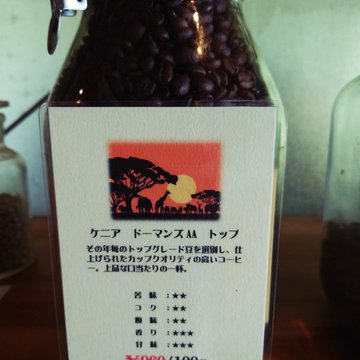 ケニア ドーマンズAA トップ
その年毎のトップグレード豆を選別し、仕
上げられたカップクオリティの高いコーヒ
ー。上品な口当たりの一杯。
苦味:★★
コク:★★
酸味:★★
香り:★★★
甘味:★★★